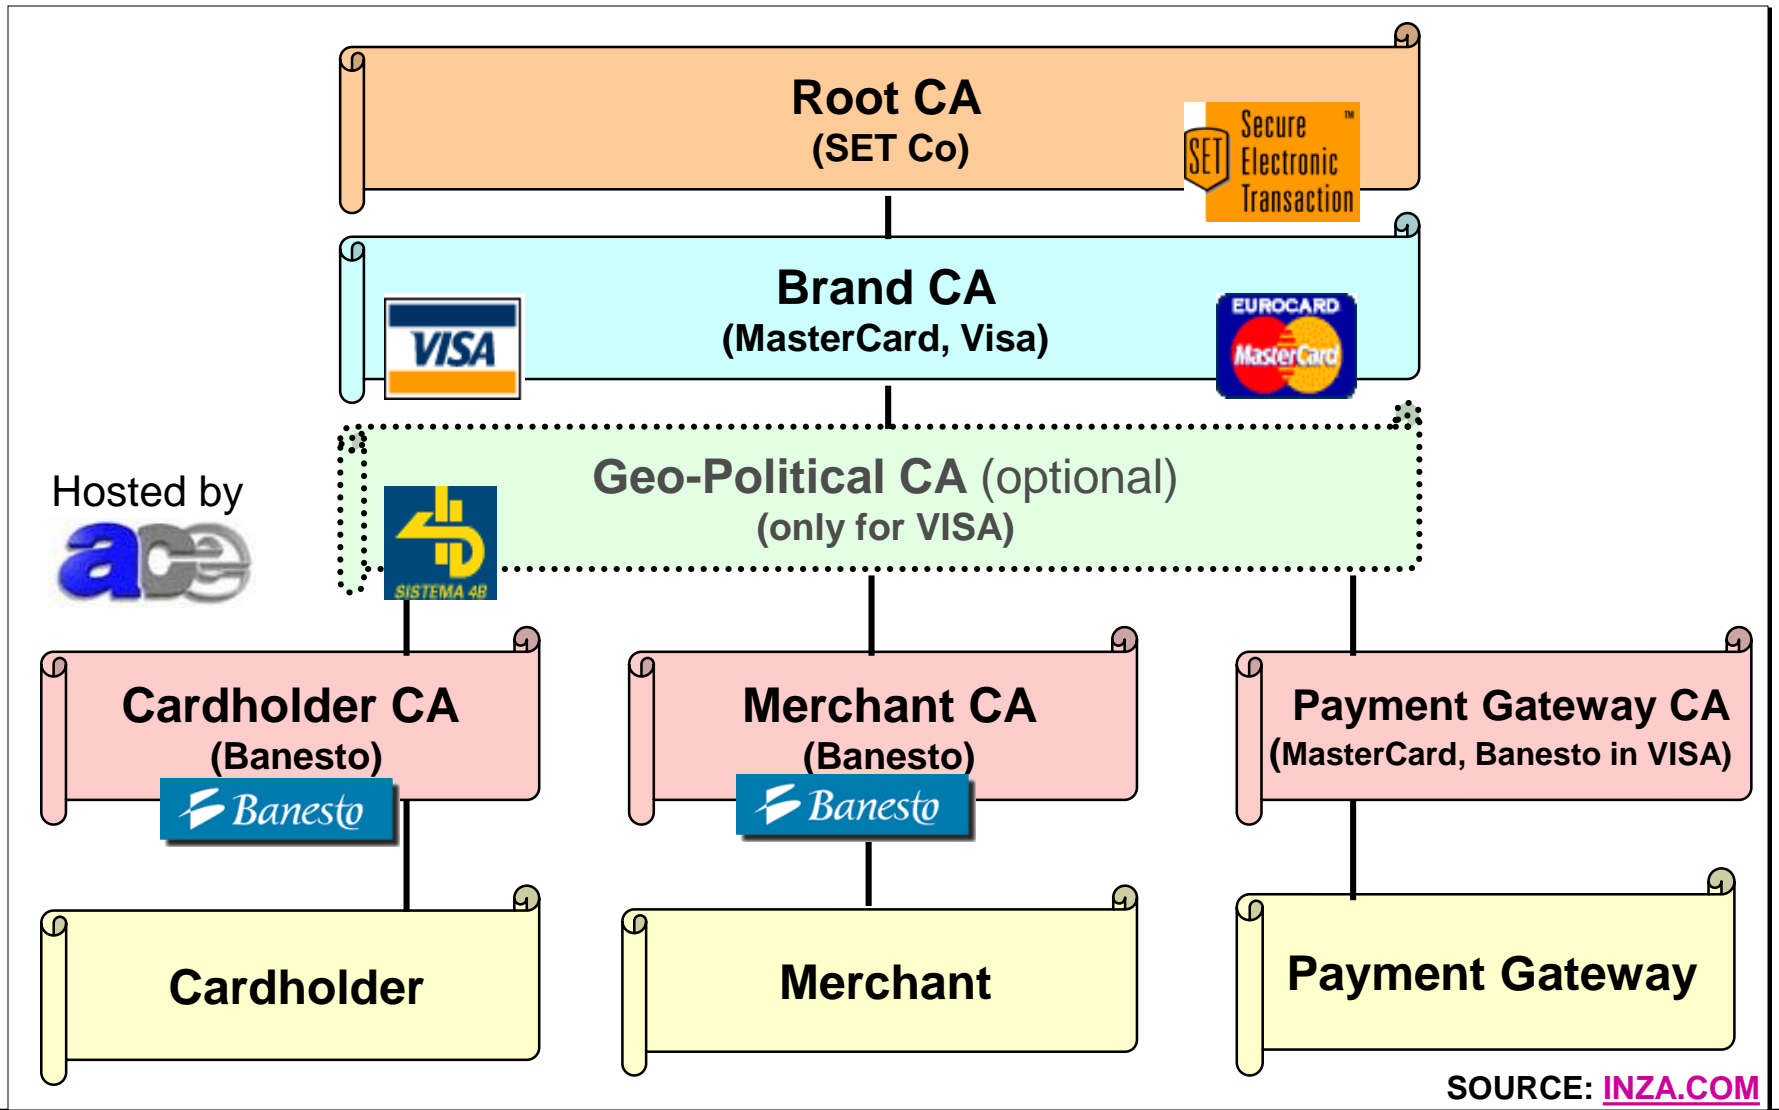 Root CA
(SET Co)
SET
Secure ™
Electronic
Transaction
Brand CA
(MasterCard, Visa)
VISA
EUROCARD
MasterCard
Geo-Political CA (optional)
(only for VISA)
Hosted by
ace
4B
SISTEMA 4B
Cardholder CA
(Banesto)
Banesto
Merchant CA
(Banesto)
Banesto
Payment Gateway CA
(MasterCard, Banesto in VISA)
Cardholder
Merchant
Payment Gateway
SOURCE: INZA.COM